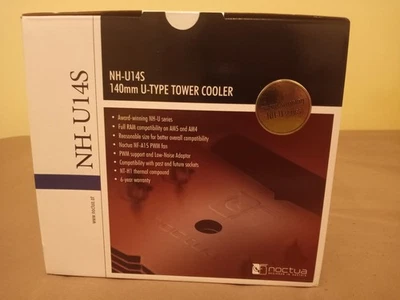 NH-U14S
www.noctua.at
NH-U14S
140mm U-TYPE TOWER COOLER
Award-winning NH-U series
Full RAM compatibility on AM5 and AM4
Reasonable size for better overall compatibility
Noctua NF-A15 PWM fan
PWM support and Low-Noise Adaptor
Compatibility with past and future sockets
NT-H1 thermal compound
6-year warranty
noctua